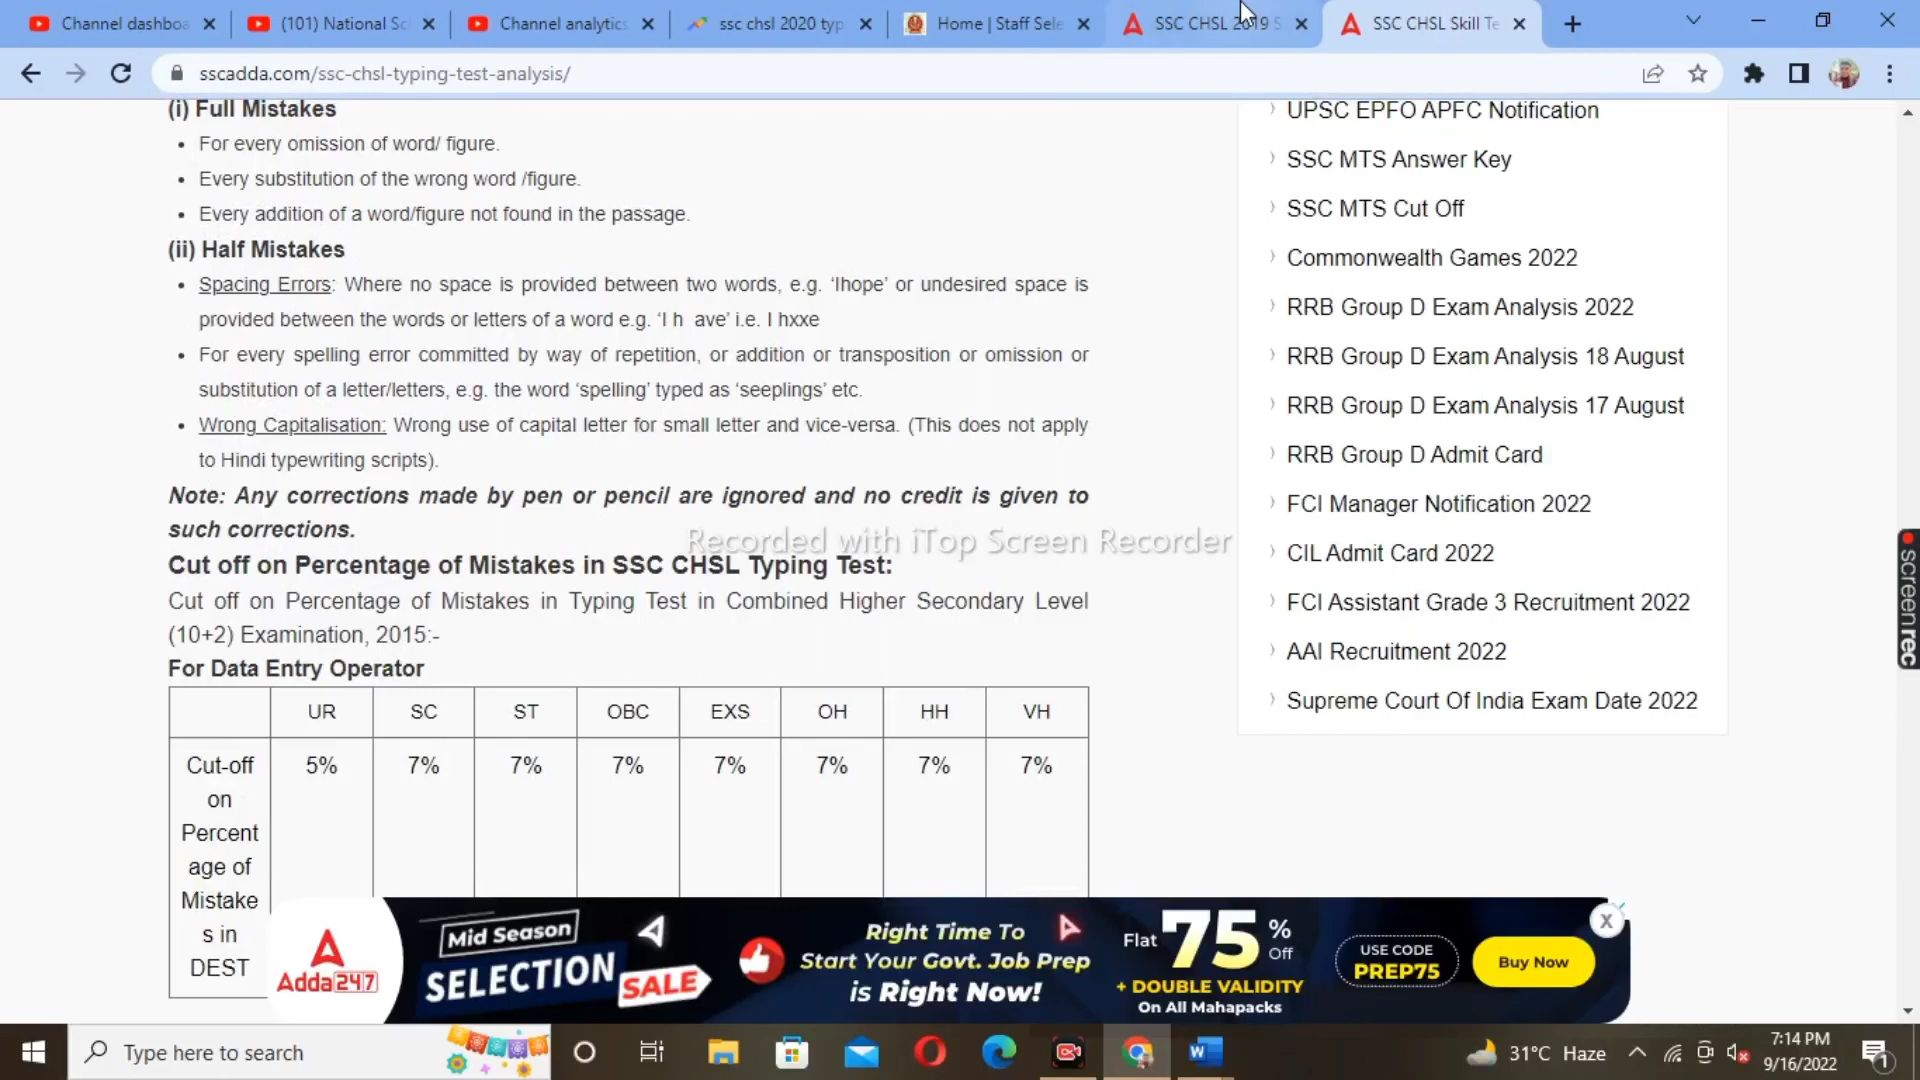 Channel dashboa
(101) National Sc
Channel analytics
ssc chsl 2020 typ
Home | Staff Sele
SSC CHSL 2019 S
SSC CHSL Skill Te
sscadda.com/ssc-chsl-typing-test-analysis/
(i) Full Mistakes
For every omission of word/ figure.
Every substitution of the wrong word /figure.
Every addition of a word/figure not found in the passage.
(ii) Half Mistakes
Spacing Errors: Where no space is provided between two words, e.g. ‘Ihope’ or undesired space is
provided between the words or letters of a word e.g. ‘I h  ave’ i.e. I hxxe
For every spelling error committed by way of repetition, or addition or transposition or omission or
substitution of a letter/letters, e.g. the word ‘spelling’ typed as ‘seeplings’ etc.
Wrong Capitalisation: Wrong use of capital letter for small letter and vice-versa. (This does not apply
to Hindi typewriting scripts).
Note: Any corrections made by pen or pencil are ignored and no credit is given to
such corrections.
Recorded with iTop Screen Recorder
Cut off on Percentage of Mistakes in SSC CHSL Typing Test:
Cut off on Percentage of Mistakes in Typing Test in Combined Higher Secondary Level
(10+2) Examination, 2015:-
For Data Entry Operator
UR SC ST OBC EXS OH HH VH
Cut-off 5% 7% 7% 7% 7% 7% 7% 7%
on
Percent
age of
Mistake
s in
DEST
UPSC EPFO APFC Notification
SSC MTS Answer Key
SSC MTS Cut Off
Commonwealth Games 2022
RRB Group D Exam Analysis 2022
RRB Group D Exam Analysis 18 August
RRB Group D Exam Analysis 17 August
RRB Group D Admit Card
FCI Manager Notification 2022
CIL Admit Card 2022
FCI Assistant Grade 3 Recruitment 2022
AAI Recruitment 2022
Supreme Court Of India Exam Date 2022
screenrec
Adda247
Mid Season
SELECTION
SALE
Right Time To
Start Your Govt. Job Prep
is Right Now!
Flat 75 % Off
+ DOUBLE VALIDITY
On All Mahapacks
USE CODE
PREP75
Buy Now
X
Type here to search
31°C Haze
7:14 PM
9/16/2022
1